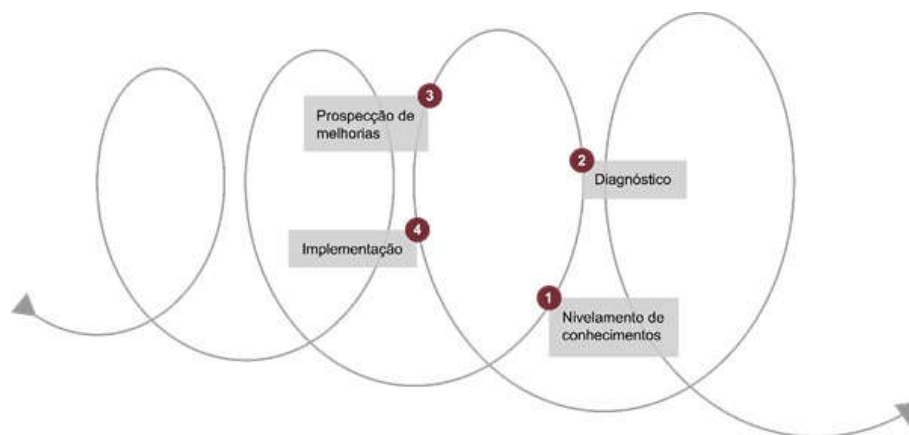 3
Prospecção de
melhorias
2
Diagnóstico
4
Implementação
1
Nivelamento de
conhecimentos